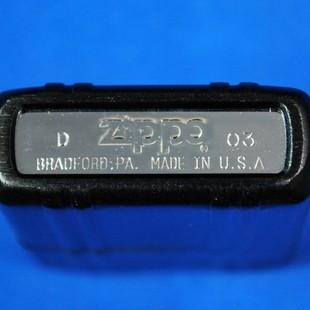 D zippo 03
BRADFORD, PA. MADE IN U.S.A